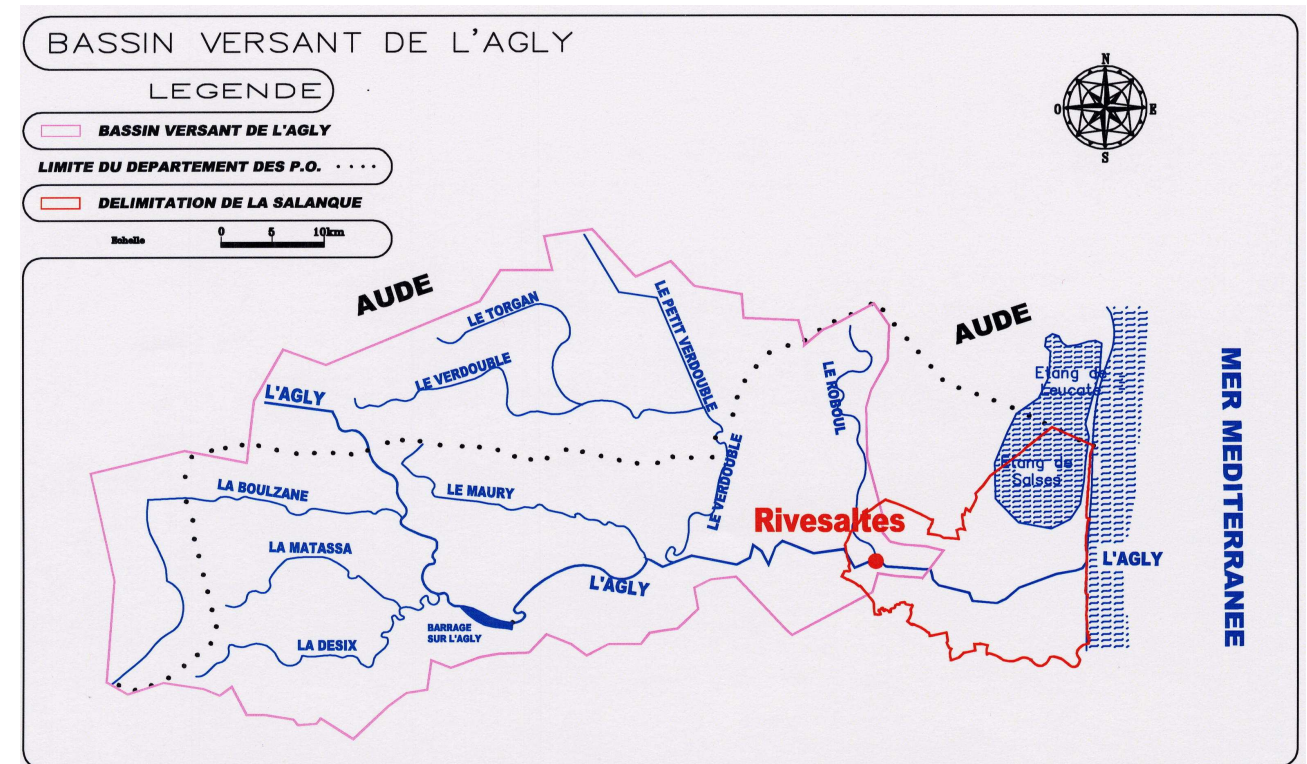 BASSIN VERSANT DE L'AGLY
LEGENDE
BASSIN VERSANT DE L'AGLY
LIMITE DU DEPARTEMENT DES P.O.
DELIMITATION DE LA SALANQUE
Echelle
0 5 10km
N
O E
S
AUDE
AUDE
LE TORGAN
LE PETIT VERDOUBLE
LE VERDOUBLE
L'AGLY
LE ROBOUL
Etang de
Leucate
MER MEDITERRANEE
LE VERDOUBLE
Etang de
Salses
LA BOULZANE
LE MAURY
Rivesaltes
LA MATASSA
L'AGLY
L'AGLY
BARRAGE
SUR L'AGLY
LA DESIX